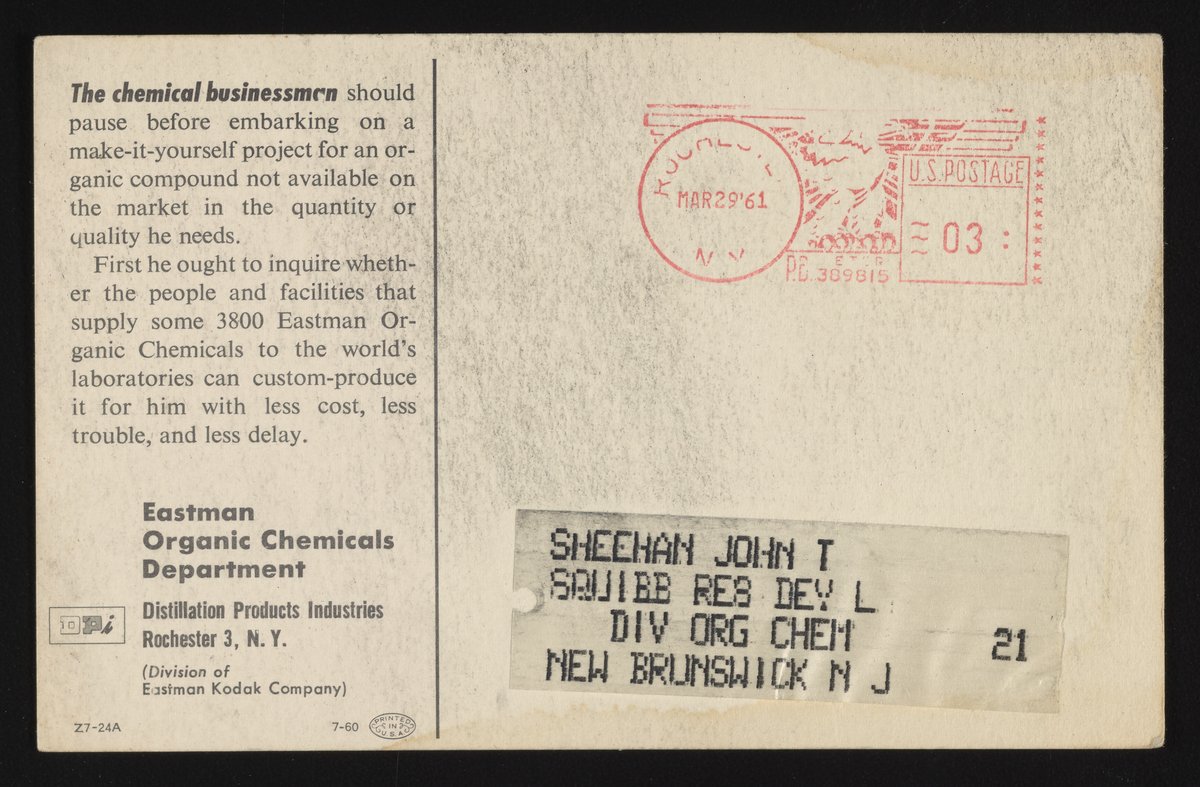 The chemical businessman should
pause before embarking on a
make-it-yourself project for an or-
ganic compound not available on
the market in the quantity or
quality he needs.
First he ought to inquire wheth-
er the people and facilities that
supply some 3800 Eastman Or-
ganic Chemicals to the world's
laboratories can custom-produce
it for him with less cost, less
trouble, and less delay.
Eastman
Organic Chemicals
Department
DPi
Distillation Products Industries
Rochester 3, N. Y.
(Division of
Eastman Kodak Company)
Z7-24A
7-60
PRINTED
IN
U.S.A.
ROCHESTER
MAR29'61
N.Y.
U.S.POSTAGE
03
P.B. 389815
SHEEHAN JOHN T
SQUIBB RES DEV L
DIV ORG CHEM 21
NEW BRUNSWICK N J